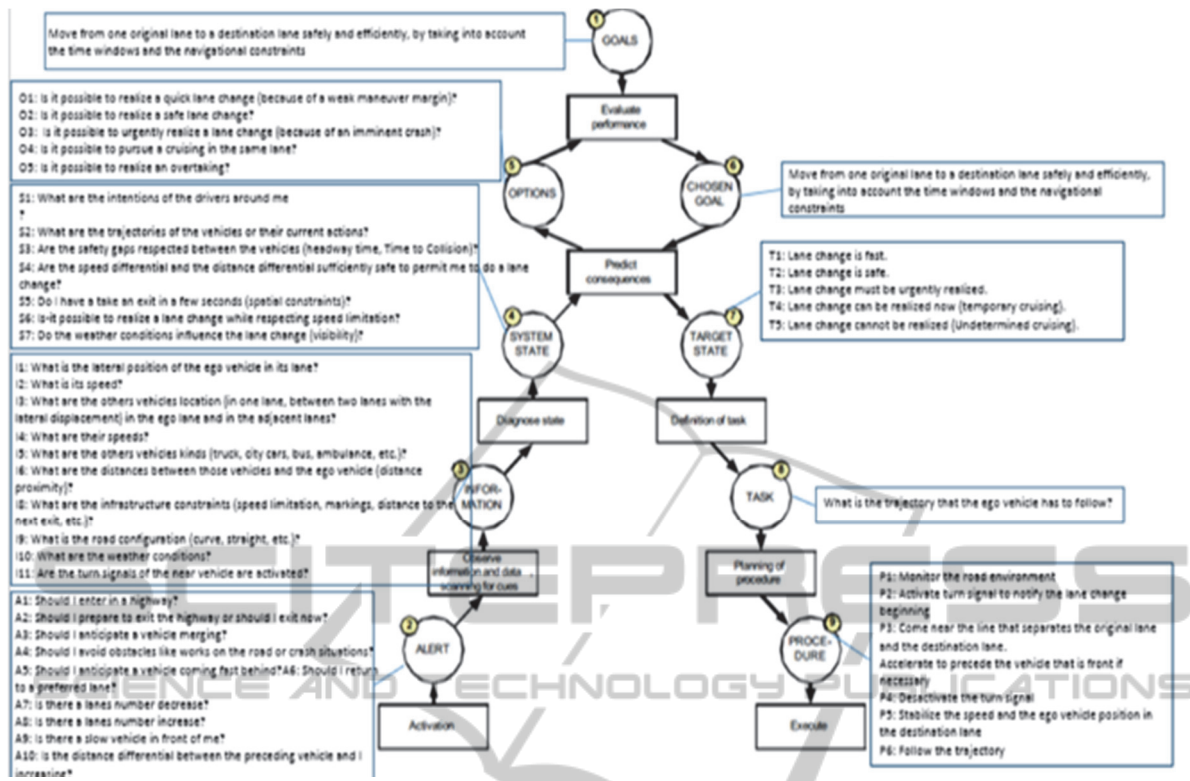 Move from one original lane to a destination lane safely and efficiently, by taking into account
the time windows and the navigational constraints
1
GOALS
Evaluate
performance
O1: Is it possible to realize a quick lane change (because of a weak maneuver margin)?
O2: Is it possible to realize a safe lane change?
O3: Is it possible to urgently realize a lane change (because of an imminent crash)?
O4: Is it possible to pursue a cruising in the same lane?
O5: Is it possible to realize an overtaking?
5
OPTIONS
6
CHOSEN
GOAL
Move from one original lane to a destination lane safely and efficiently,
by taking into account the time windows and the navigational
constraints
S1: What are the intentions of the drivers around me
?
S2: What are the trajectories of the vehicles or their current actions?
S3: Are the safety gaps respected between the vehicles (headway time, Time to Collision)?
S4: Are the speed differential and the distance differential sufficiently safe to permit me to do a lane
change?
S5: Do I have a take an exit in a few seconds (spatial constraints)?
S6: Is-it possible to realize a lane change while respecting speed limitation?
S7: Do the weather conditions influence the lane change (visibility)?
Predict
consequences
4
SYSTEM
STATE
7
TARGET
STATE
T1: Lane change is fast.
T2: Lane change is safe.
T3: Lane change must be urgently realized.
T4: Lane change can be realized now (temporary cruising).
T5: Lane change cannot be realized (Undetermined cruising).
I1: What is the lateral position of the ego vehicle in its lane?
I2: What is its speed?
I3: What are the others vehicles location (in one lane, between two lanes with the
lateral displacement) in the ego lane and in the adjacent lanes?
I4: What are their speeds?
I5: What are the others vehicles kinds (truck, city cars, bus, ambulance, etc.)?
I6: What are the distances between those vehicles and the ego vehicle (distance
proximity)?
I8: What are the infrastructure constraints (speed limitation, markings, distance to the
next exit, etc.)?
I9: What is the road configuration (curve, straight, etc.)?
I10: What are the weather conditions?
I11: Are the turn signals of the near vehicle are activated?
Diagnose state
Definition of task
3
INFOR-
MATION
8
TASK
What is the trajectory that the ego vehicle has to follow?
Observe
information and data
scanning for cues
Planning of
procedure
A1: Should I enter in a highway?
A2: Should I prepare to exit the highway or should I exit now?
A3: Should I anticipate a vehicle merging?
A4: Should I avoid obstacles like works on the road or crash situations?
A5: Should I anticipate a vehicle coming fast behind?A6: Should I return
to a preferred lane?
A7: Is there a lanes number decrease?
A8: Is there a lanes number increase?
A9: Is there a slow vehicle in front of me?
A10: Is the distance differential between the preceding vehicle and I
increasing?
2
ALERT
Activation
9
PROCE-
DURE
Execute
P1: Monitor the road environment
P2: Activate turn signal to notify the lane change
beginning
P3: Come near the line that separates the original lane
and the destination lane.
Accelerate to precede the vehicle that is front if
necessary
P4: Desactivate the turn signal
P5: Stabilize the speed and the ego vehicle position in
the destination lane
P6: Follow the trajectory
SCITEPRESS
SCIENCE AND TECHNOLOGY PUBLICATIONS